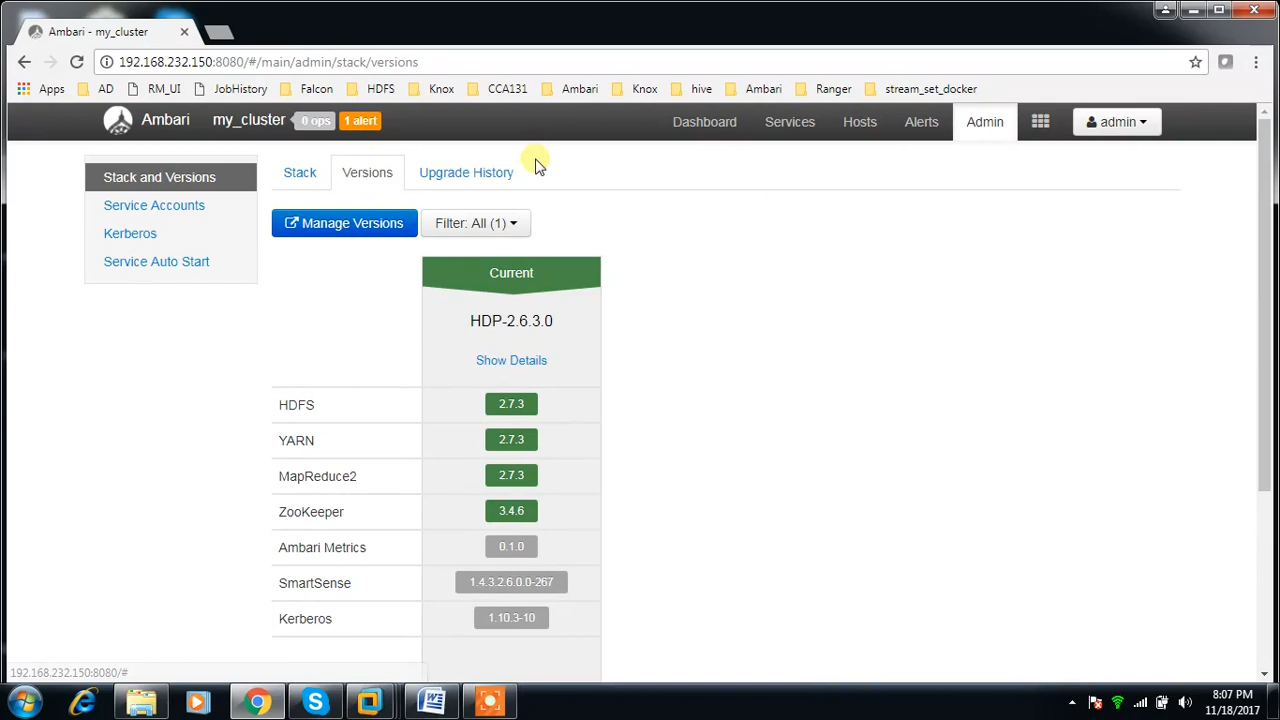 Ambari - my_cluster
192.168.232.150:8080/#/main/admin/stack/versions
Apps AD RM_UI JobHistory Falcon HDFS Knox CCA131 Ambari Knox hive Ambari Ranger stream_set_docker
Ambari my_cluster 0 ops 1 alert Dashboard Services Hosts Alerts Admin admin
Stack and Versions
Service Accounts
Kerberos
Service Auto Start
Stack Versions Upgrade History
Manage Versions Filter: All (1)
Current
HDP-2.6.3.0
Show Details
HDFS 2.7.3
YARN 2.7.3
MapReduce2 2.7.3
ZooKeeper 3.4.6
Ambari Metrics 0.1.0
SmartSense 1.4.3.2.6.0.0-267
Kerberos 1.10.3-10
192.168.232.150:8080/#
8:07 PM
11/18/2017